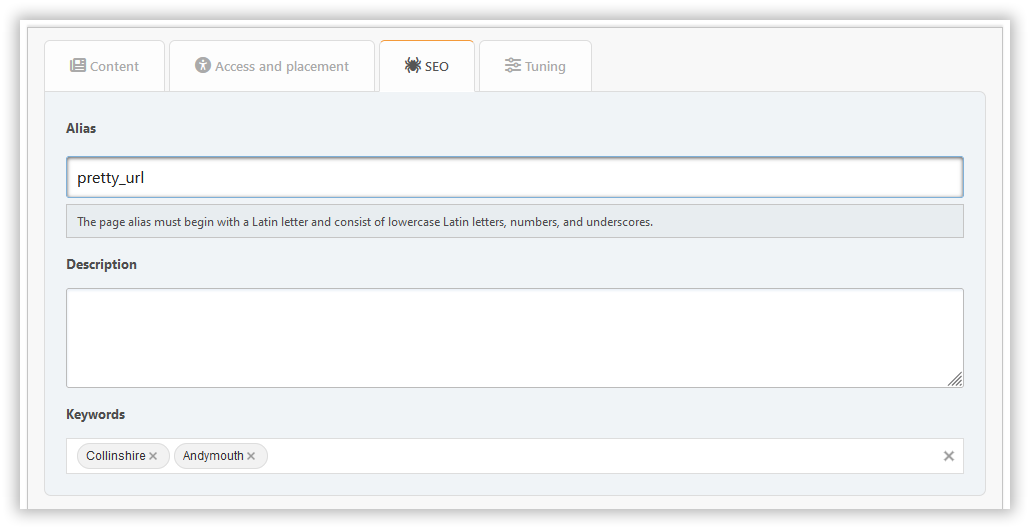 Content Access and placement SEO Tuning
Alias
pretty_url
The page alias must begin with a Latin letter and consist of lowercase Latin letters, numbers, and underscores.
Description
Keywords
Collinshire × Andymouth × ×